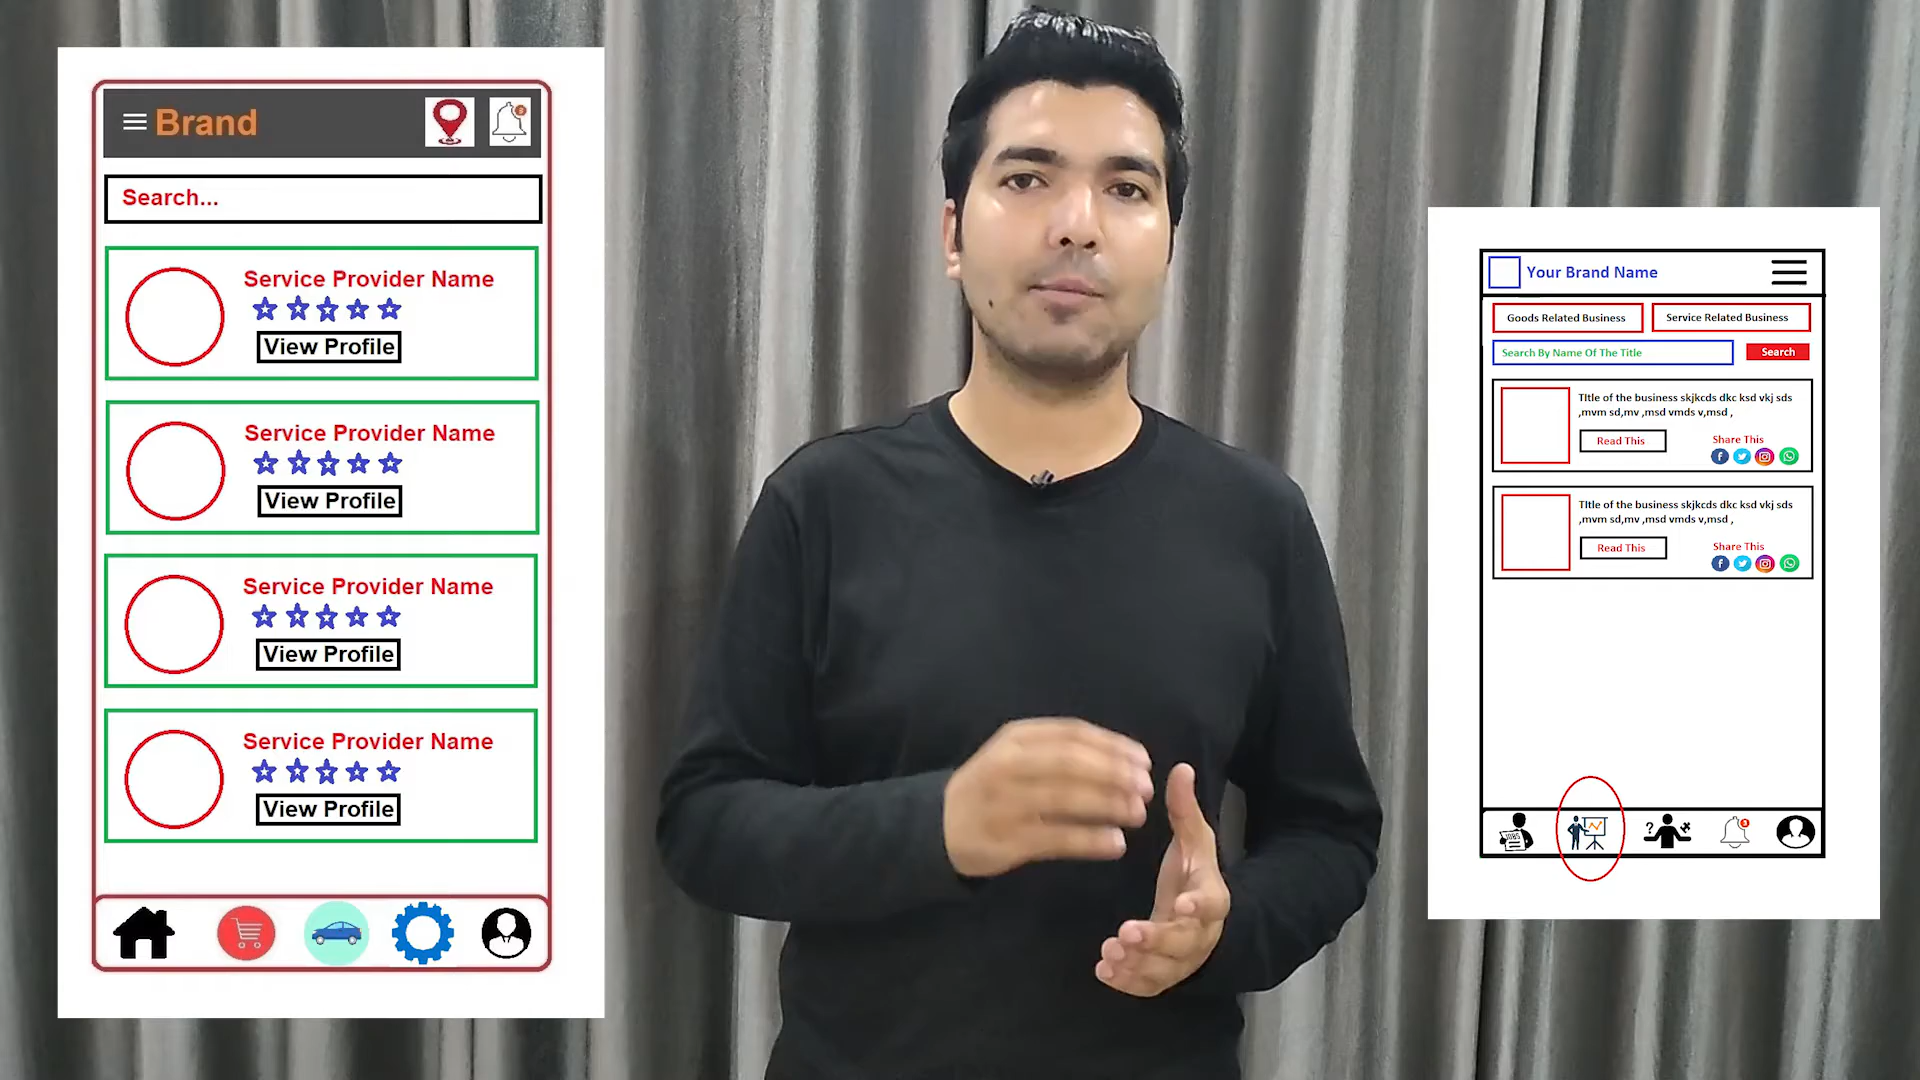 Brand
Search...
Service Provider Name
View Profile
Service Provider Name
View Profile
Service Provider Name
View Profile
Service Provider Name
View Profile
Your Brand Name
Goods Related Business
Service Related Business
Search By Name Of The Title
Search
TItle of the business skjkcds dkc ksd vkj sds
,mvm sd,mv ,msd vmds v,msd ,
Read This
Share This
TItle of the business skjkcds dkc ksd vkj sds
,mvm sd,mv ,msd vmds v,msd ,
Read This
Share This
JOBS
?
3